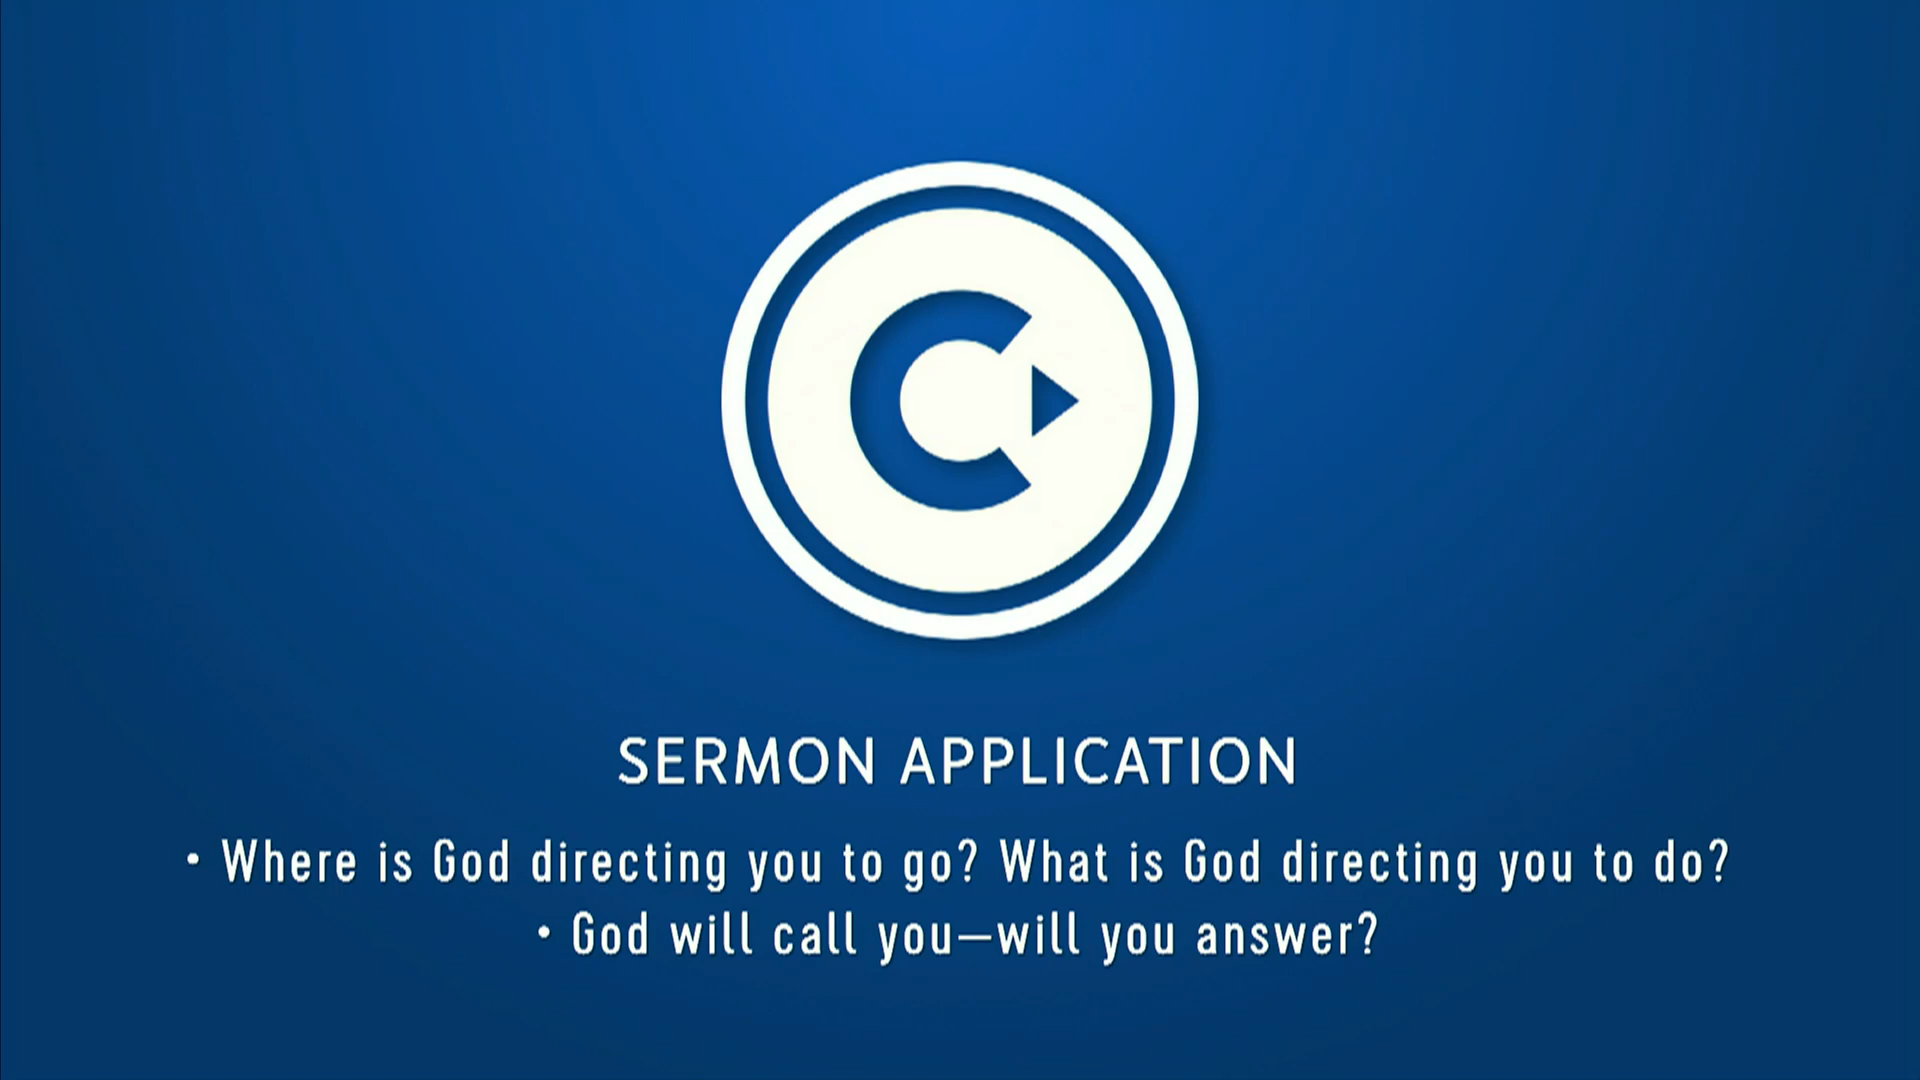 C
SERMON APPLICATION
• Where is God directing you to go? What is God directing you to do?
• God will call you—will you answer?